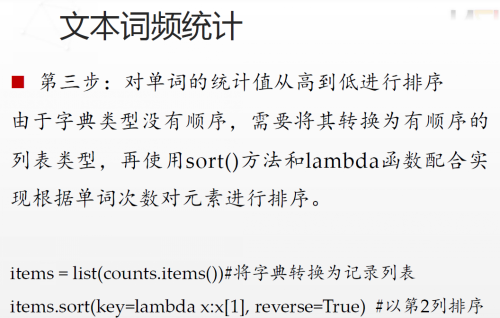 文本词频统计
第三步：对单词的统计值从高到低进行排序
由于字典类型没有顺序，需要将其转换为有顺序的
列表类型，再使用sort()方法和lambda函数配合实
现根据单词次数对元素进行排序。
items = list(counts.items())#将字典转换为记录列表
items.sort(key=lambda x:x[1], reverse=True)  #以第2列排序